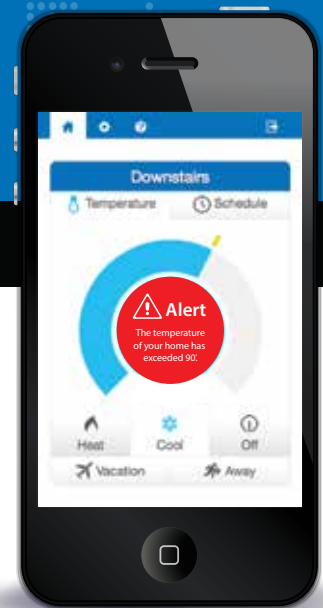 Downstairs
Temperature
Schedule
Alert
The temperature
of your home has
exceeded 90°.
Heat
Cool
Off
Vacation
Away